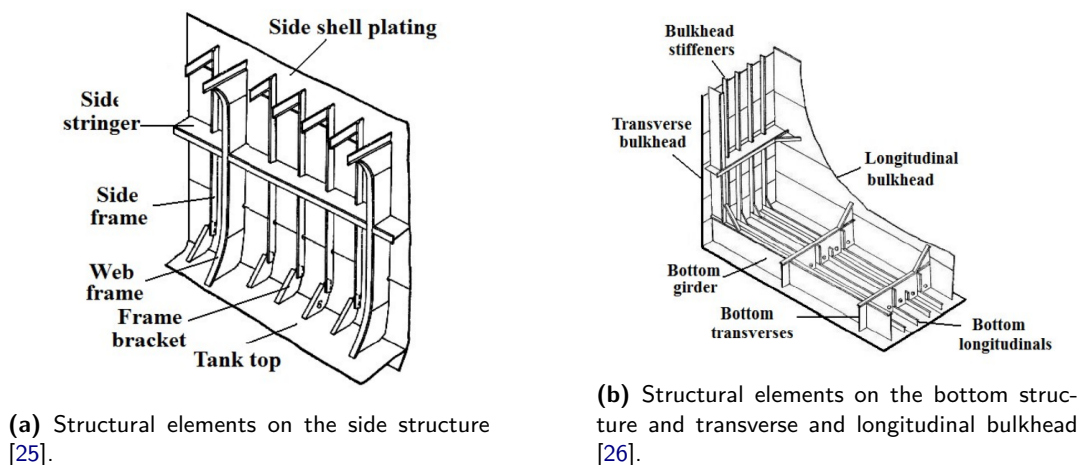 Side shell plating
Side
stringer
Side
frame
Web
frame
Frame
bracket
Tank top
6
(a) Structural elements on the side structure
[25].
Bulkhead
stiffeners
Transverse
bulkhead
Longitudinal
bulkhead
Bottom
girder
Bottom
transverses
Bottom
longitudinals
(b) Structural elements on the bottom struc-
ture and transverse and longitudinal bulkhead
[26].